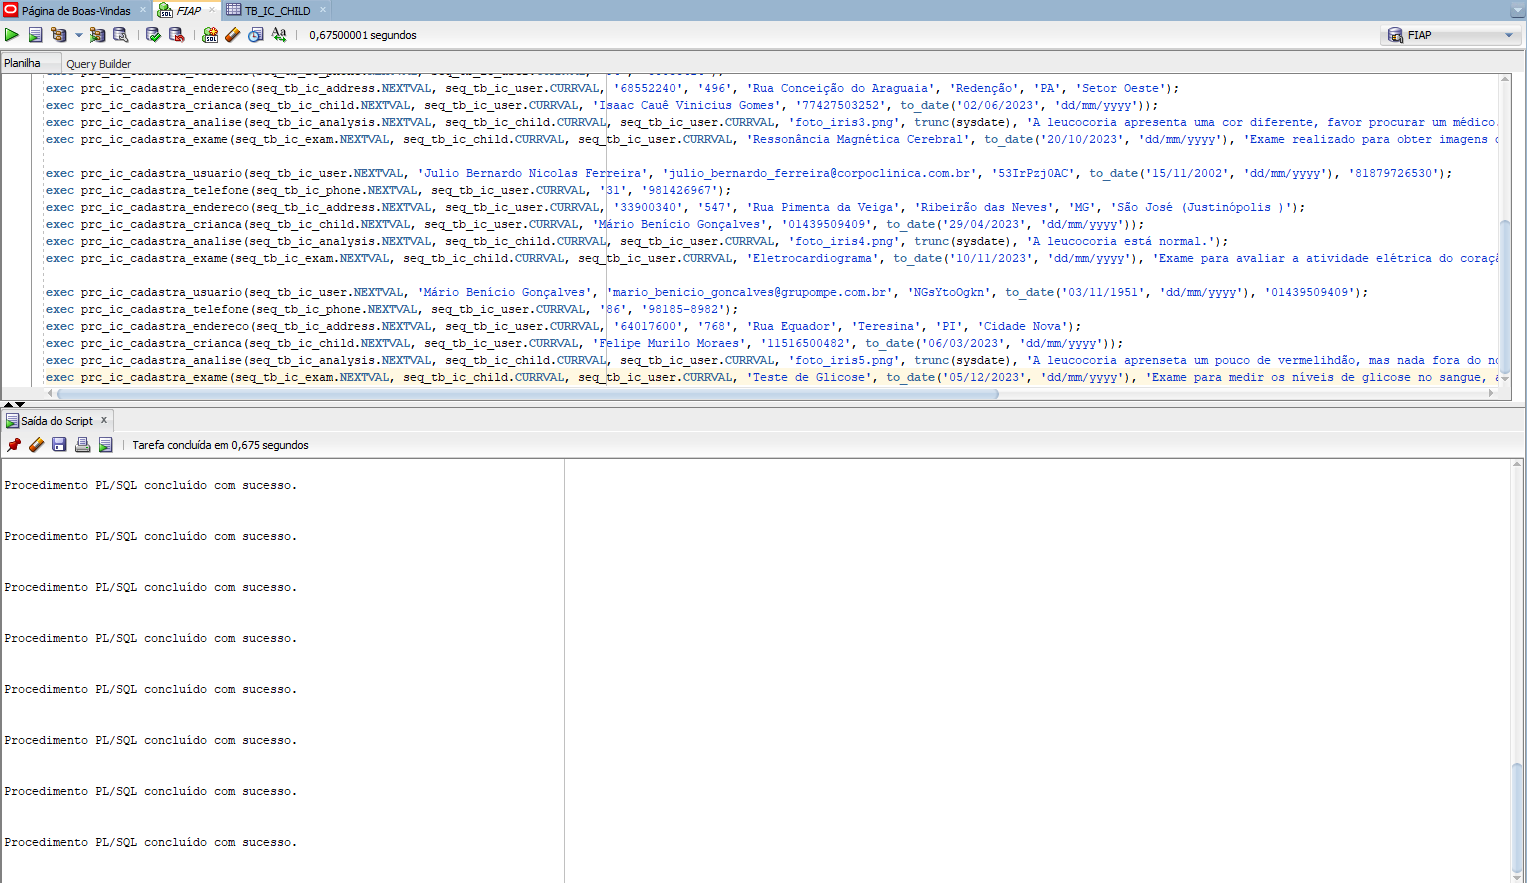 Página de Boas-Vindas FIAP TB_IC_CHILD
0,67500001 segundos FIAP
Planilha Query Builder
exec prc_ic_cadastra_endereco(seq_tb_ic_address.NEXTVAL, seq_tb_ic_user.CURRVAL, '68552240', '496', 'Rua Conceição do Araguaia', 'Redenção', 'PA', 'Setor Oeste');
exec prc_ic_cadastra_crianca(seq_tb_ic_child.NEXTVAL, seq_tb_ic_user.CURRVAL, 'Isaac Cauê Vinicius Gomes', '77427503252', to_date('02/06/2023', 'dd/mm/yyyy'));
exec prc_ic_cadastra_analise(seq_tb_ic_analysis.NEXTVAL, seq_tb_ic_child.CURRVAL, seq_tb_ic_user.CURRVAL, 'foto_iris3.png', trunc(sysdate), 'A leucocoria apresenta uma cor diferente, favor procurar um médico.
exec prc_ic_cadastra_exame(seq_tb_ic_exam.NEXTVAL, seq_tb_ic_child.CURRVAL, seq_tb_ic_user.CURRVAL, 'Ressonância Magnética Cerebral', to_date('20/10/2023', 'dd/mm/yyyy'), 'Exame realizado para obter imagens
exec prc_ic_cadastra_usuario(seq_tb_ic_user.NEXTVAL, 'Julio Bernardo Nicolas Ferreira', 'julio_bernardo_ferreira@corpoclinica.com.br', '53IrPzj0AC', to_date('15/11/2002', 'dd/mm/yyyy'), '81879726530');
exec prc_ic_cadastra_telefone(seq_tb_ic_phone.NEXTVAL, seq_tb_ic_user.CURRVAL, '31', '981426967');
exec prc_ic_cadastra_endereco(seq_tb_ic_address.NEXTVAL, seq_tb_ic_user.CURRVAL, '33900340', '547', 'Rua Pimenta da Veiga', 'Ribeirão das Neves', 'MG', 'São José (Justinópolis )');
exec prc_ic_cadastra_crianca(seq_tb_ic_child.NEXTVAL, seq_tb_ic_user.CURRVAL, 'Mário Benício Gonçalves', '01439509409', to_date('29/04/2023', 'dd/mm/yyyy'));
exec prc_ic_cadastra_analise(seq_tb_ic_analysis.NEXTVAL, seq_tb_ic_child.CURRVAL, seq_tb_ic_user.CURRVAL, 'foto_iris4.png', trunc(sysdate), 'A leucocoria está normal.');
exec prc_ic_cadastra_exame(seq_tb_ic_exam.NEXTVAL, seq_tb_ic_child.CURRVAL, seq_tb_ic_user.CURRVAL, 'Eletrocardiograma', to_date('10/11/2023', 'dd/mm/yyyy'), 'Exame para avaliar a atividade elétrica do coraç
exec prc_ic_cadastra_usuario(seq_tb_ic_user.NEXTVAL, 'Mário Benício Gonçalves', 'mario_benicio_goncalves@grupompe.com.br', 'NGsYtoOgkn', to_date('03/11/1951', 'dd/mm/yyyy'), '01439509409');
exec prc_ic_cadastra_telefone(seq_tb_ic_phone.NEXTVAL, seq_tb_ic_user.CURRVAL, '86', '98185-8982');
exec prc_ic_cadastra_endereco(seq_tb_ic_address.NEXTVAL, seq_tb_ic_user.CURRVAL, '64017600', '768', 'Rua Equador', 'Teresina', 'PI', 'Cidade Nova');
exec prc_ic_cadastra_crianca(seq_tb_ic_child.NEXTVAL, seq_tb_ic_user.CURRVAL, 'Felipe Murilo Moraes', '11516500482', to_date('06/03/2023', 'dd/mm/yyyy'));
exec prc_ic_cadastra_analise(seq_tb_ic_analysis.NEXTVAL, seq_tb_ic_child.CURRVAL, seq_tb_ic_user.CURRVAL, 'foto_iris5.png', trunc(sysdate), 'A leucocoria aprenseta um pouco de vermelihdão, mas nada fora do no
exec prc_ic_cadastra_exame(seq_tb_ic_exam.NEXTVAL, seq_tb_ic_child.CURRVAL, seq_tb_ic_user.CURRVAL, 'Teste de Glicose', to_date('05/12/2023', 'dd/mm/yyyy'), 'Exame para medir os níveis de glicose no sangue,
Saída do Script
Tarefa concluída em 0,675 segundos
Procedimento PL/SQL concluído com sucesso.
Procedimento PL/SQL concluído com sucesso.
Procedimento PL/SQL concluído com sucesso.
Procedimento PL/SQL concluído com sucesso.
Procedimento PL/SQL concluído com sucesso.
Procedimento PL/SQL concluído com sucesso.
Procedimento PL/SQL concluído com sucesso.
Procedimento PL/SQL concluído com sucesso.